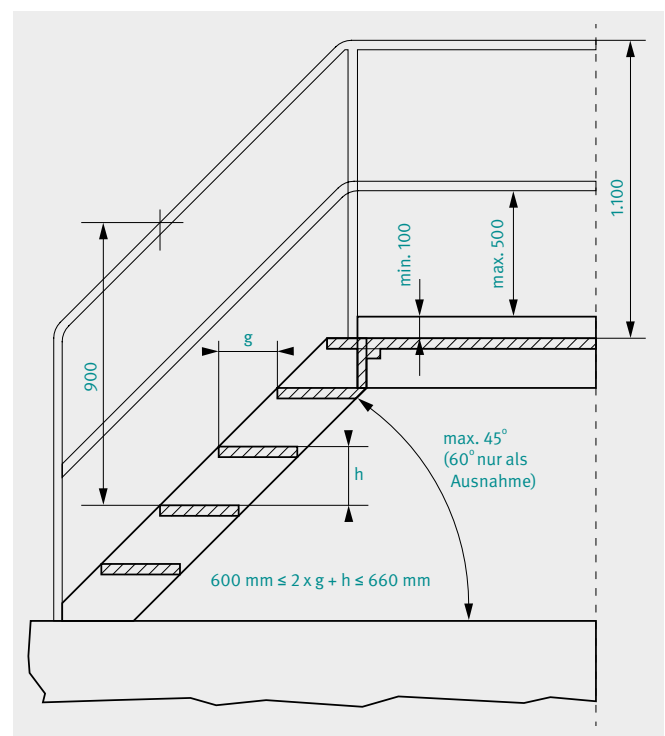 1.100
min. 100
max. 500
g
900
max. 45°
(60° nur als
Ausnahme)
h
600 mm ≤ 2 x g + h ≤ 660 mm